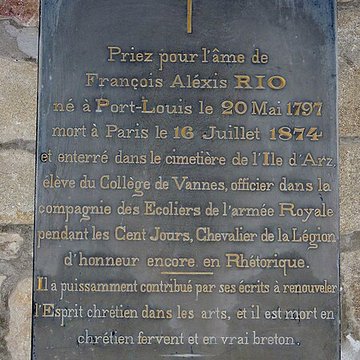 Priez pour l'âme de
François Aléxis RIO
né à Port-Louis le 20 Mai 1797
mort à Paris le 16 Juillet 1874
et enterré dans le cimetière de l'Ile d'Arz
élève du Collège de Vannes, officier dans la
compagnie des Ecoliers de l'armée Royale
pendant les Cent Jours, Chevalier de la Légion
d'honneur encore en Rhétorique.
Il a puissamment contribué par ses écrits à renouveler
l'Esprit chrétien dans les arts, et il est mort en
chrétien fervent et en vrai breton.